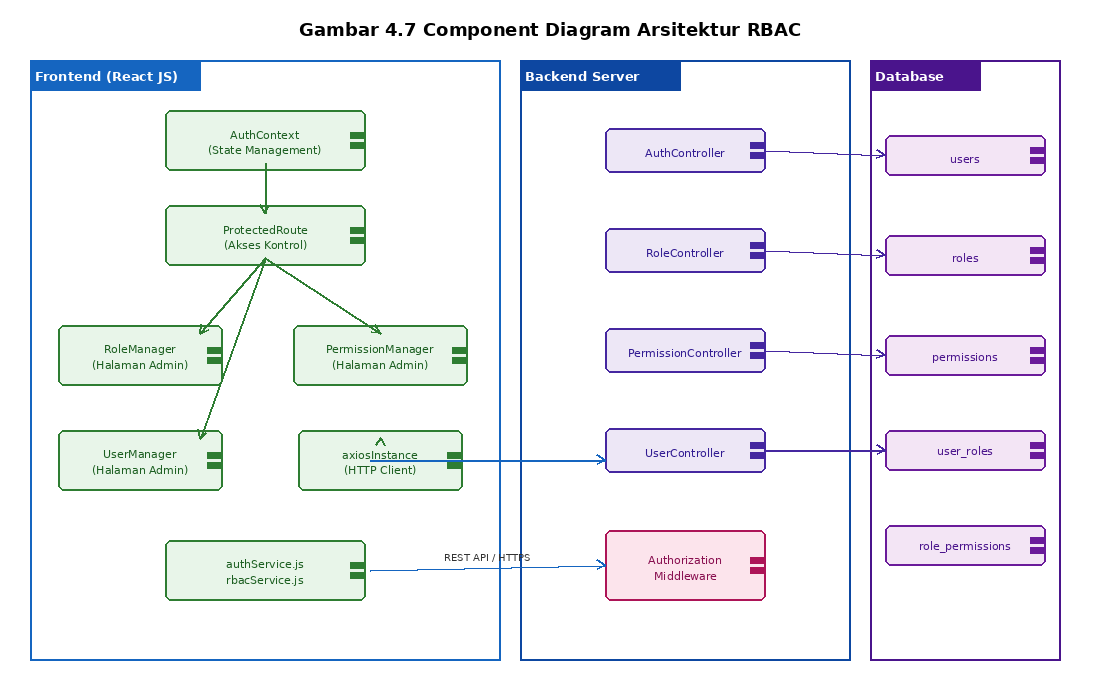 Gambar 4.7 Component Diagram Arsitektur RBAC
Frontend (React JS)
AuthContext
(State Management)
ProtectedRoute
(Akses Kontrol)
RoleManager
(Halaman Admin)
PermissionManager
(Halaman Admin)
UserManager
(Halaman Admin)
axiosInstance
(HTTP Client)
authService.js
rbacService.js
REST API / HTTPS
Backend Server
AuthController
RoleController
PermissionController
UserController
Authorization
Middleware
Database
users
roles
permissions
user_roles
role_permissions